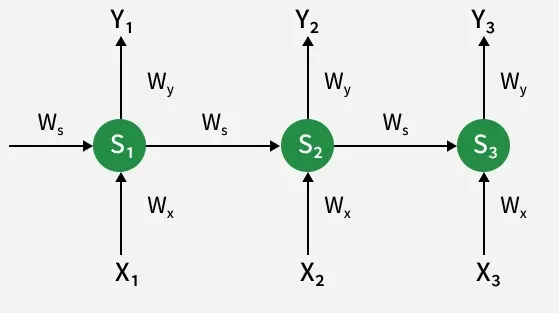 Y₁ Y₂ Y₃
Wy Wy Wy
Ws Ws Ws
S₁ S₂ S₃
Wx Wx Wx
X₁ X₂ X₃